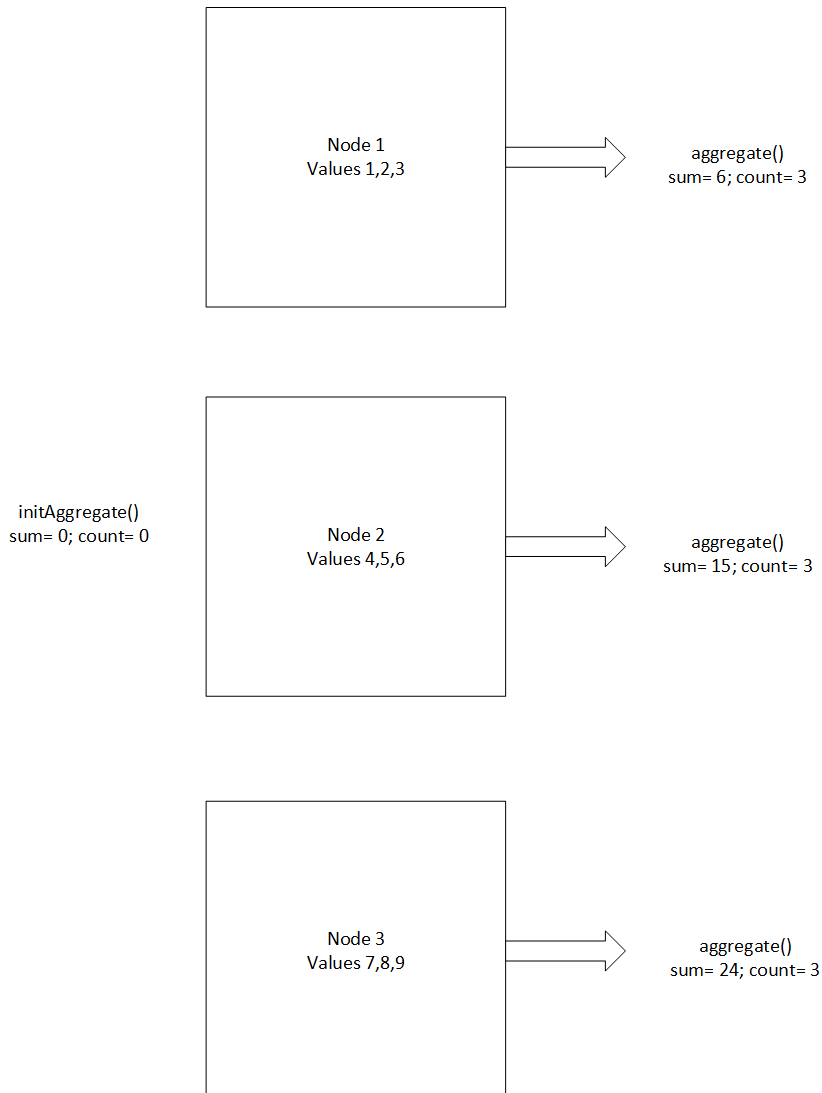 Node 1
Values 1,2,3
aggregate()
sum= 6; count= 3
initAggregate()
sum= 0; count= 0
Node 2
Values 4,5,6
aggregate()
sum= 15; count= 3
Node 3
Values 7,8,9
aggregate()
sum= 24; count= 3